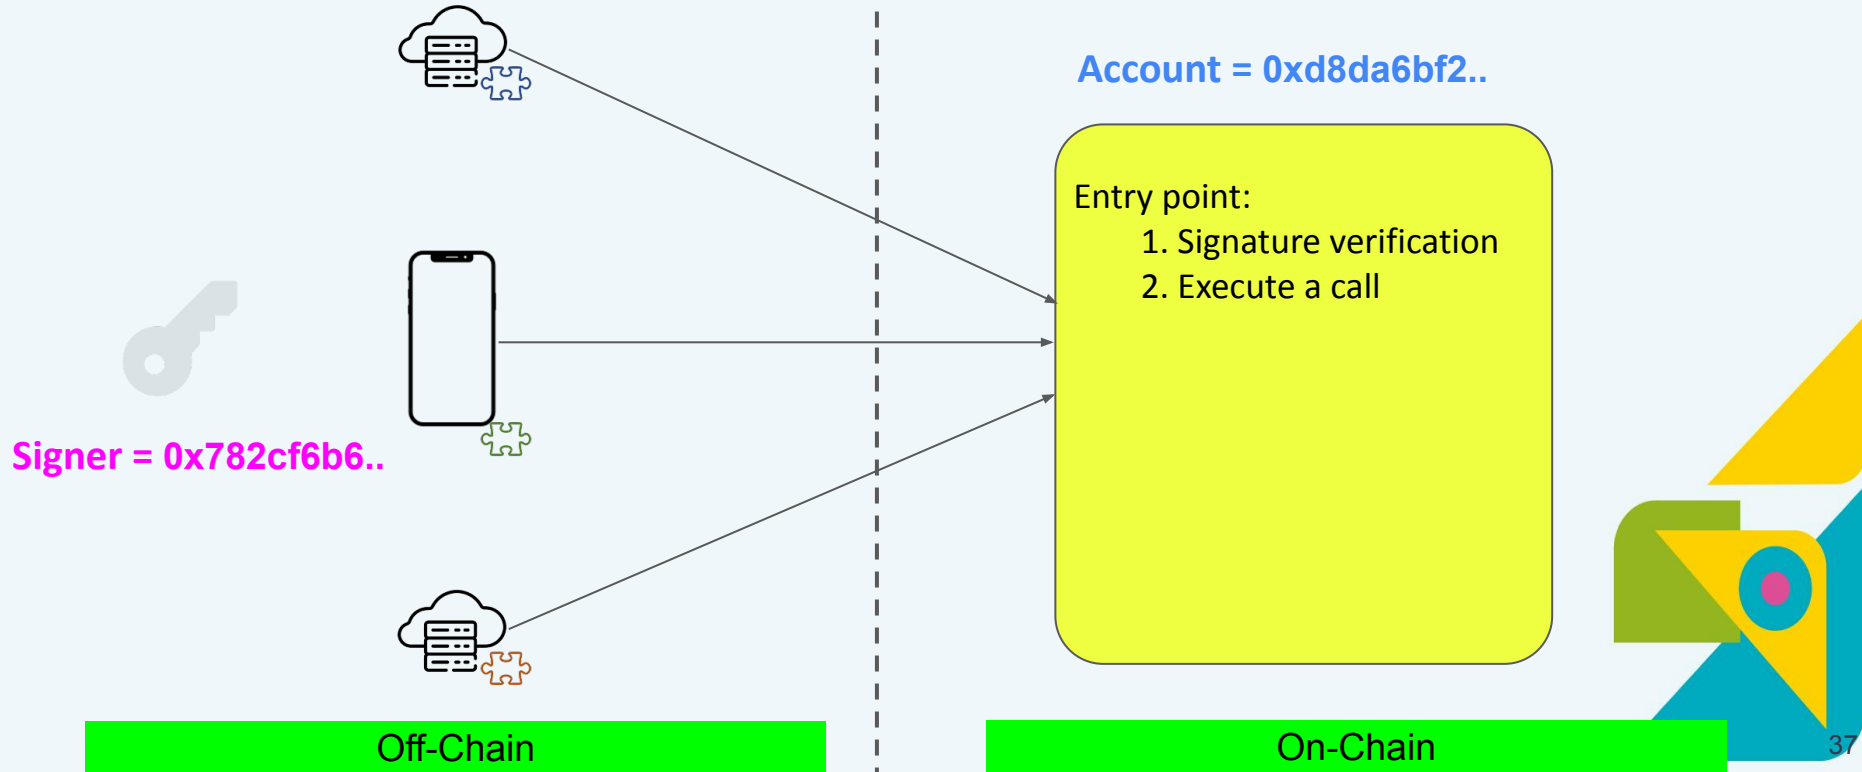 Account = 0xd8da6bf2..
Entry point:
1. Signature verification
2. Execute a call
Signer = 0x782cf6b6..
Off-Chain
On-Chain
37